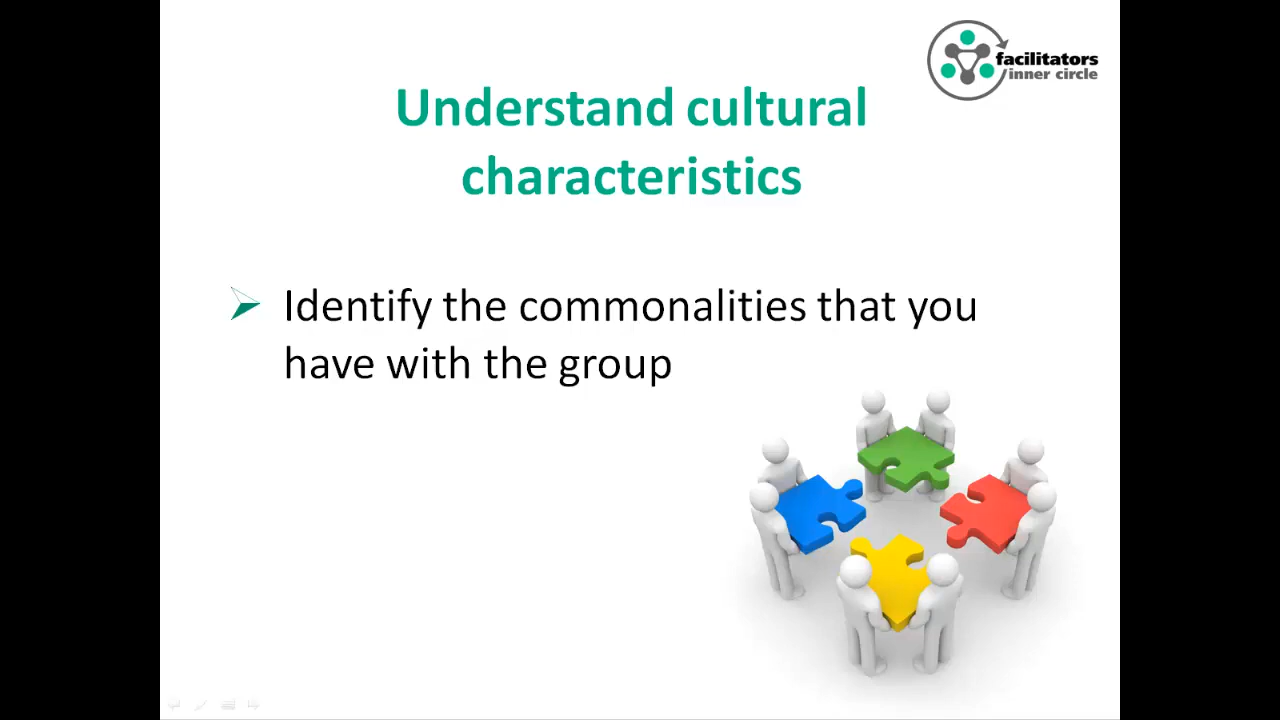 facilitators
inner circle
Understand cultural
characteristics
Identify the commonalities that you
have with the group